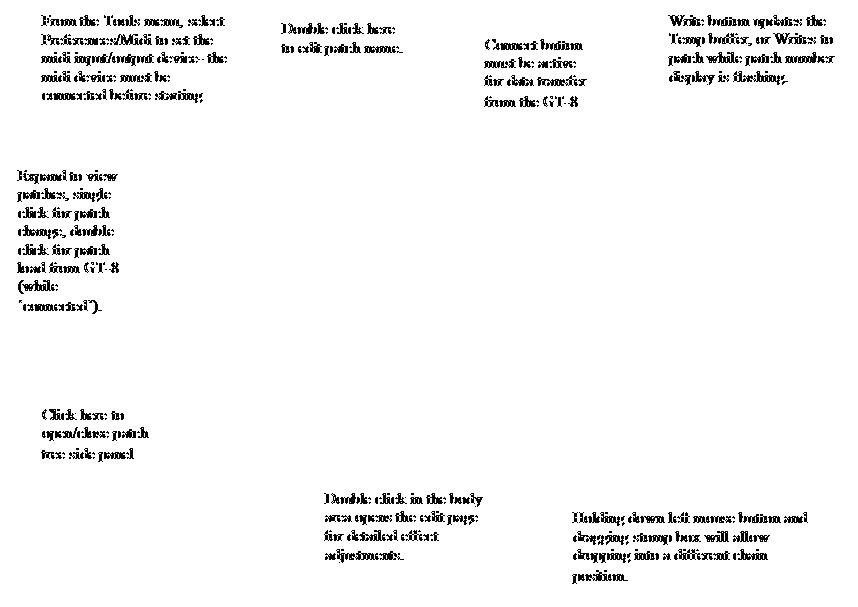 From the Tools menu, select
Preferences/Midi to set the
midi input/output device- the
midi device must be
connected before starting
Double click here
to edit patch name.
Connect button
must be active
for data transfer
from the GT-8
Write button updates the
Temp buffer, or Writes to
patch while patch number
display is flashing.
Expand to view
patches, single
click for patch
change, double
click for patch
load from GT-8
(while
"connected").
Click here to
open/close patch
tree side panel
Double click in the body
area opens the edit page
for detailed effect
adjustments.
Holding down left mouse button and
dragging stomp box will allow
dropping into a different chain
position.